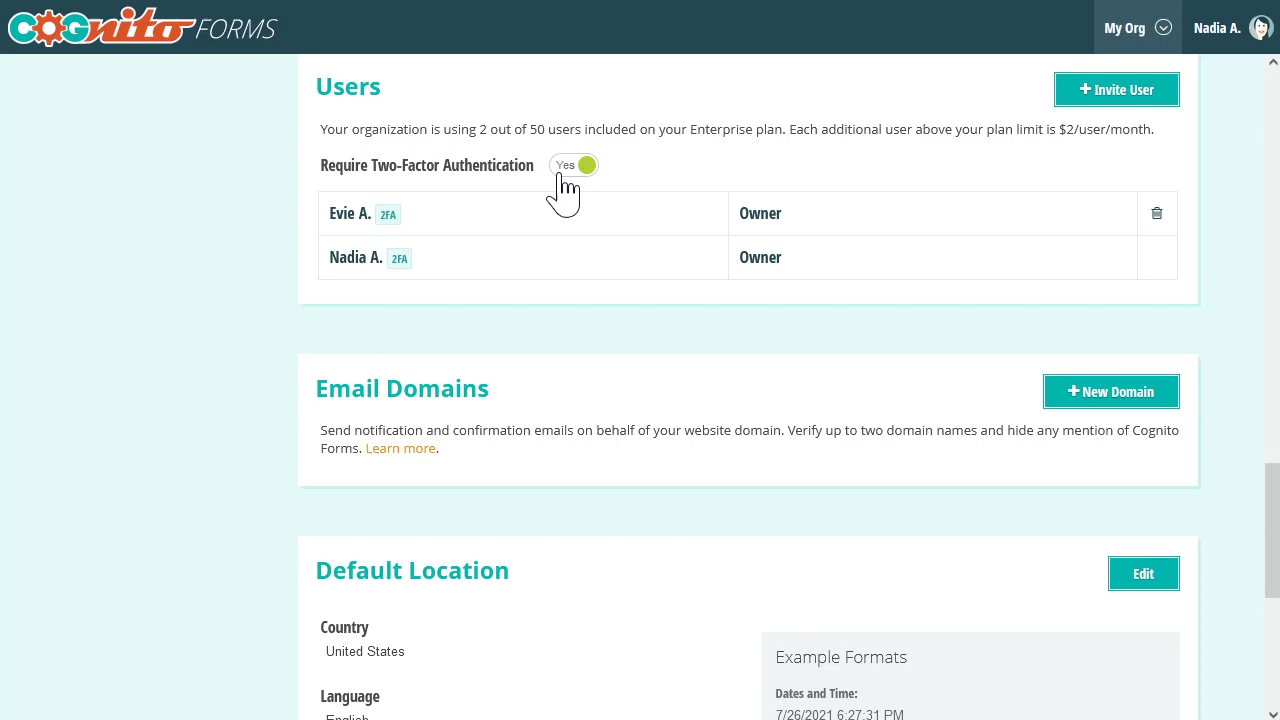 COGnito FORMS
My Org
Nadia A.
Users
+ Invite User
Your organization is using 2 out of 50 users included on your Enterprise plan. Each additional user above your plan limit is $2/user/month.
Require Two-Factor Authentication Yes
Evie A. 2FA Owner
Nadia A. 2FA Owner
Email Domains
+ New Domain
Send notification and confirmation emails on behalf of your website domain. Verify up to two domain names and hide any mention of Cognito
Forms. Learn more.
Default Location
Edit
Country
United States
Example Formats
Language
Dates and Time:
English
7/26/2021 6:27:31 PM